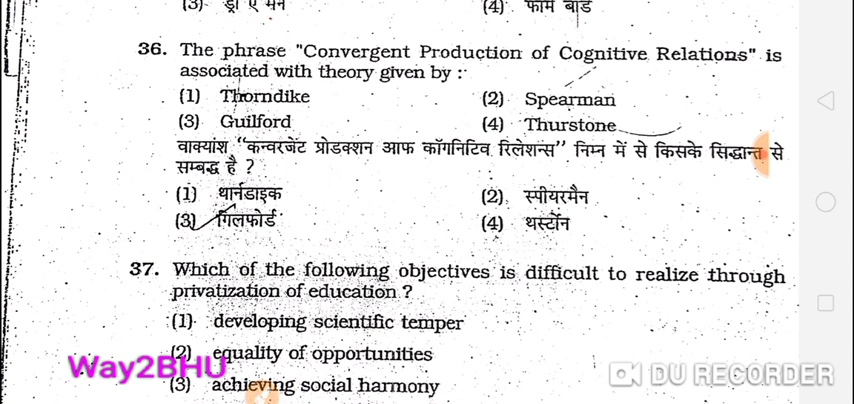 (3) ड्रा ए मैन (4) फार्म बोर्ड
36. The phrase "Convergent Production of Cognitive Relations" is
associated with theory given by :
(1) Thorndike (2) Spearman
(3) Guilford (4) Thurstone
वाक्यांश "कन्वरजेंट प्रोडक्शन आफ कॉगनिटिव रिलेशन्स" निम्न में से किसके सिद्धान्त से
सम्बद्ध है ?
(1) थार्नडाइक (2) स्पीयरमैन
(3) गिलफोर्ड (4) थर्स्टोन
37. Which of the following objectives is difficult to realize through
privatization of education ?
(1) developing scientific temper
(2) equality of opportunities
Way2BHU
(3) achieving social harmony
DU RECORDER